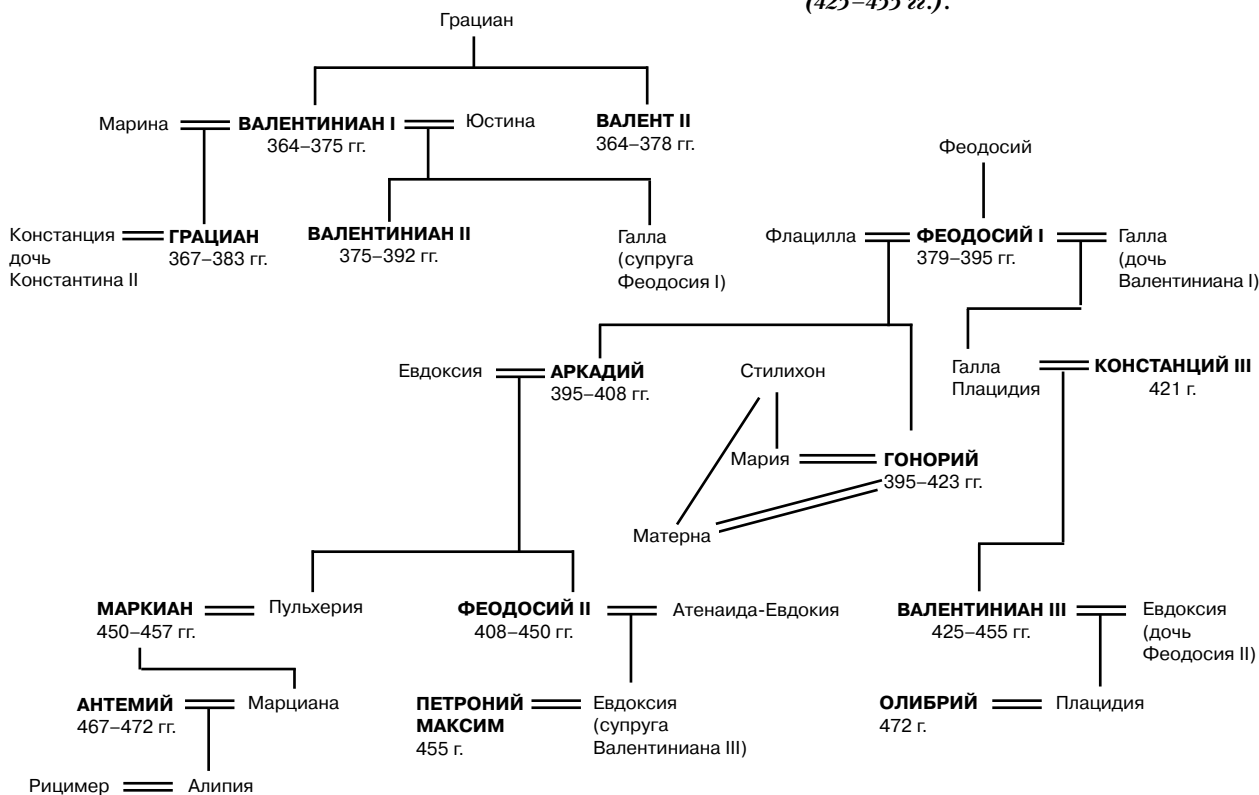 (425–455 гг.).
Грациан
Марина
ВАЛЕНТИНИАН I
364–375 гг.
Юстина
ВАЛЕНТ II
364–378 гг.
Феодосий
Констанция
дочь
Константина II
ГРАЦИАН
367–383 гг.
ВАЛЕНТИНИАН II
375–392 гг.
Галла
(супруга
Феодосия I)
Флацилла
ФЕОДОСИЙ I
379–395 гг.
Галла
(дочь
Валентиниана I)
Евдоксия
АРКАДИЙ
395–408 гг.
Стилихон
Галла
Плацидия
КОНСТАНЦИЙ III
421 г.
Мария
ГОНОРИЙ
395–423 гг.
Матерна
МАРКИАН
450–457 гг.
Пульхерия
ФЕОДОСИЙ II
408–450 гг.
Атенаида-Евдокия
ВАЛЕНТИНИАН III
425–455 гг.
Евдоксия
(дочь
Феодосия II)
АНТЕМИЙ
467–472 гг.
Марциана
ПЕТРОНИЙ
МАКСИМ
455 г.
Евдоксия
(супруга
Валентиниана III)
ОЛИБРИЙ
472 г.
Плацидия
Рицимер
Алипия